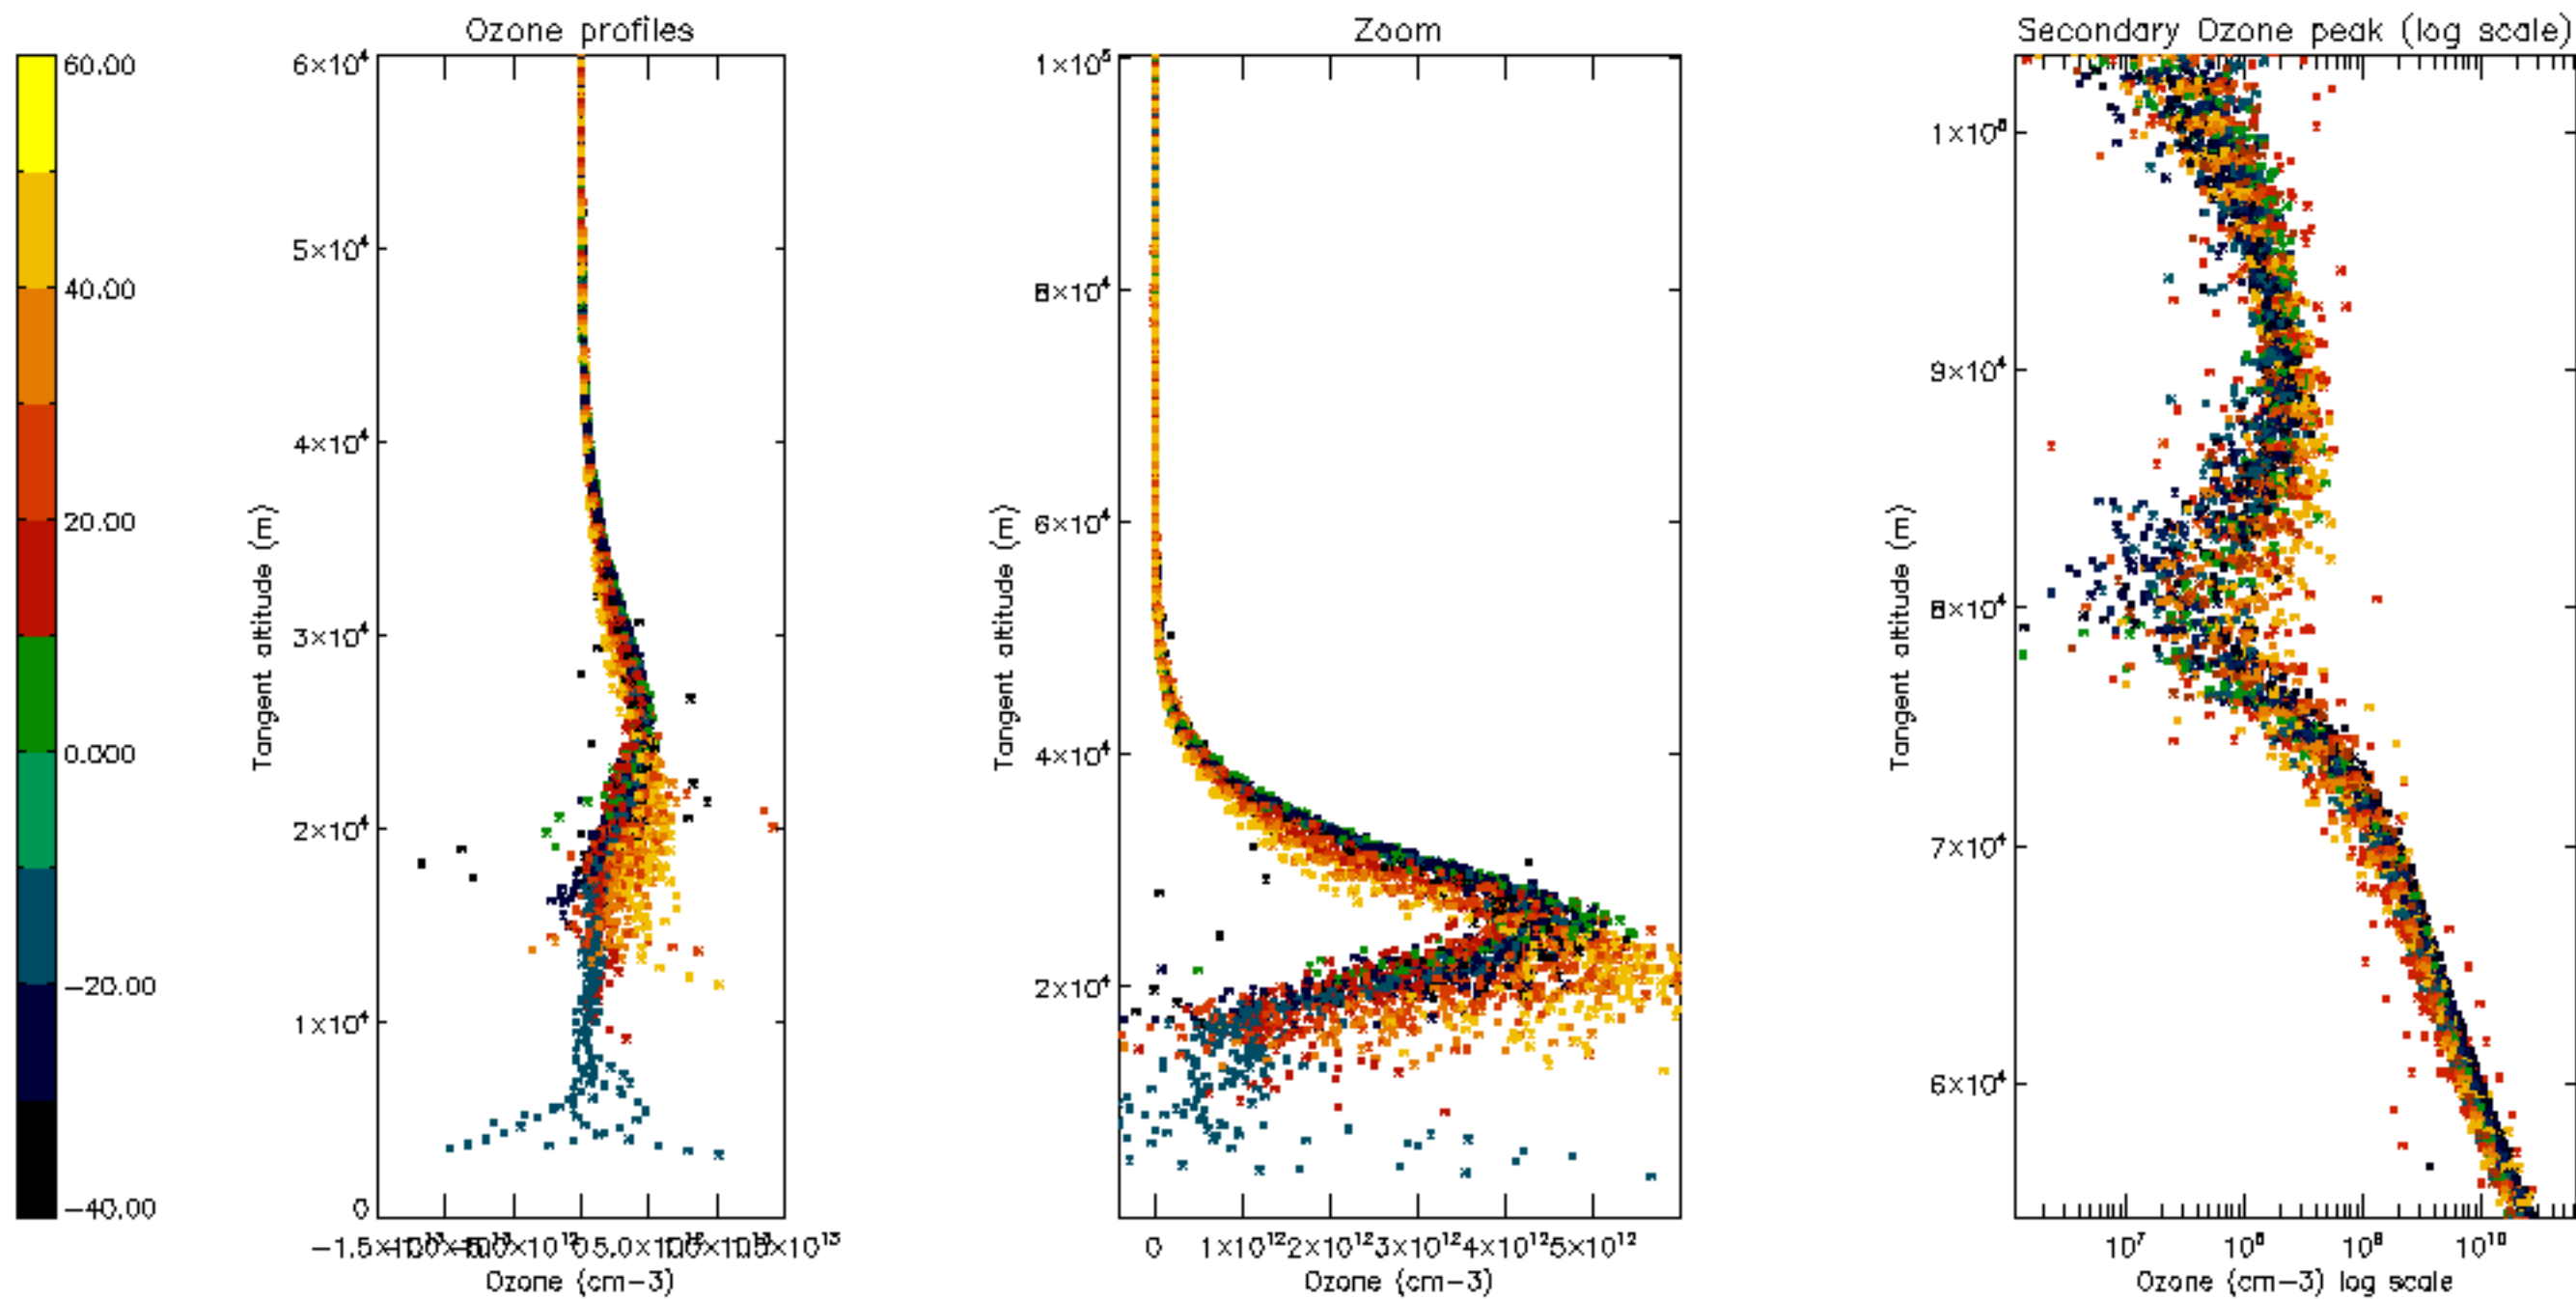 Ozone profiles
Zoom
Secondary Ozone peak (log scale)
60.00
40.00
20.00
0.000
−20.00
−40.00
6×10⁴
5×10⁴
4×10⁴
3×10⁴
2×10⁴
1×10⁴
0
Tangent altitude (m)
Ozone (cm−3)
1×10⁵
8×10⁴
6×10⁴
4×10⁴
2×10⁴
Tangent altitude (m)
0 1×10¹² 2×10¹² 3×10¹² 4×10¹² 5×10¹²
Ozone (cm−3)
9×10⁴
8×10⁴
7×10⁴
6×10⁴
Tangent altitude (m)
10⁷ 10⁸ 10⁹ 10¹⁰
Ozone (cm−3) log scale